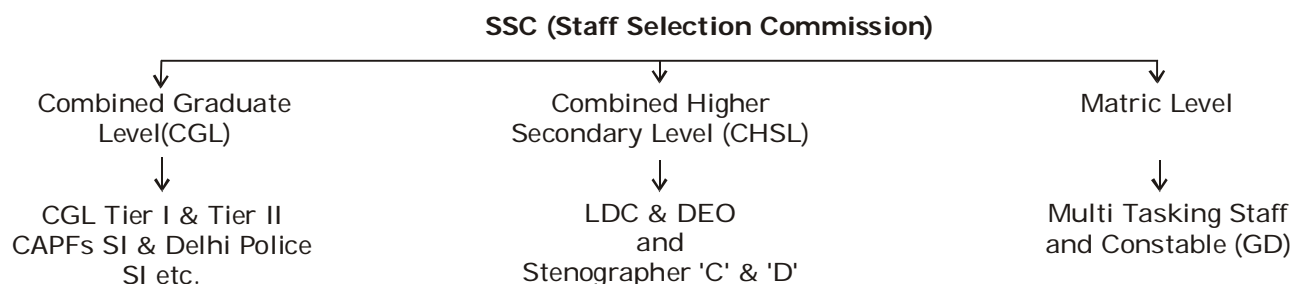 SSC (Staff Selection Commission)
Combined Graduate
Level(CGL)
Combined Higher
Secondary Level (CHSL)
Matric Level
CGL Tier I & Tier II
CAPFs SI & Delhi Police
SI etc.
LDC & DEO
and
Stenographer 'C' & 'D'
Multi Tasking Staff
and Constable (GD)